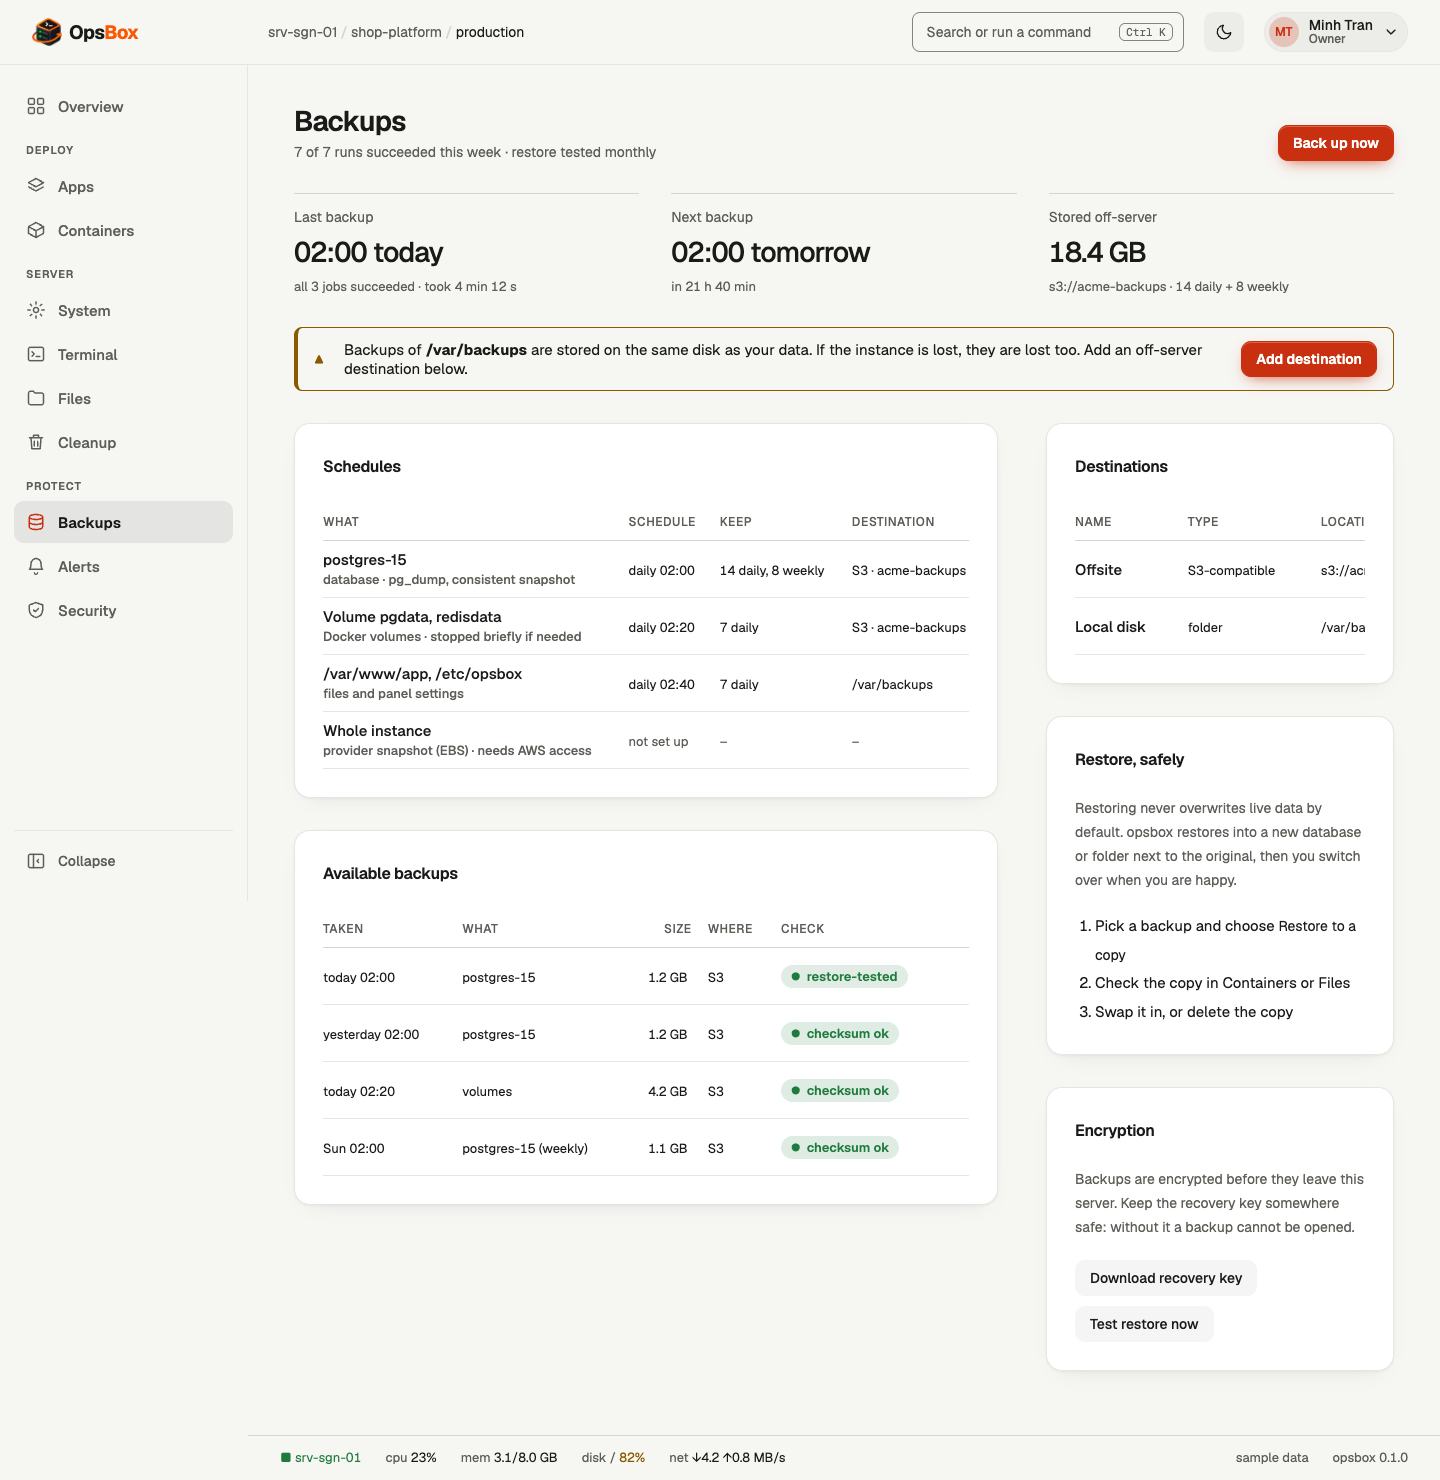 OpsBox
srv-sgn-01 / shop-platform / production
Search or run a command
Ctrl K
MT
Minh Tran
Owner
Overview
DEPLOY
Apps
Containers
SERVER
System
Terminal
Files
Cleanup
PROTECT
Backups
Alerts
Security
Collapse
Backups
7 of 7 runs succeeded this week · restore tested monthly
Back up now
Last backup
02:00 today
all 3 jobs succeeded · took 4 min 12 s
Next backup
02:00 tomorrow
in 21 h 40 min
Stored off-server
18.4 GB
s3://acme-backups · 14 daily + 8 weekly
Backups of /var/backups are stored on the same disk as your data. If the instance is lost, they are lost too. Add an off-server
destination below.
Add destination
Schedules
WHAT SCHEDULE KEEP DESTINATION
postgres-15
database · pg_dump, consistent snapshot
daily 02:00 14 daily, 8 weekly S3 · acme-backups
Volume pgdata, redisdata
Docker volumes · stopped briefly if needed
daily 02:20 7 daily S3 · acme-backups
/var/www/app, /etc/opsbox
files and panel settings
daily 02:40 7 daily /var/backups
Whole instance
provider snapshot (EBS) · needs AWS access
not set up – –
Available backups
TAKEN WHAT SIZE WHERE CHECK
today 02:00 postgres-15 1.2 GB S3 restore-tested
yesterday 02:00 postgres-15 1.2 GB S3 checksum ok
today 02:20 volumes 4.2 GB S3 checksum ok
Sun 02:00 postgres-15 (weekly) 1.1 GB S3 checksum ok
Destinations
NAME TYPE LOCATI
Offsite S3-compatible s3://acr
Local disk folder /var/ba
Restore, safely
Restoring never overwrites live data by
default. opsbox restores into a new database
or folder next to the original, then you switch
over when you are happy.
1. Pick a backup and choose Restore to a
copy
2. Check the copy in Containers or Files
3. Swap it in, or delete the copy
Encryption
Backups are encrypted before they leave this
server. Keep the recovery key somewhere
safe: without it a backup cannot be opened.
Download recovery key
Test restore now
srv-sgn-01 cpu 23% mem 3.1/8.0 GB disk / 82% net ↓4.2 ↑0.8 MB/s
sample data opsbox 0.1.0